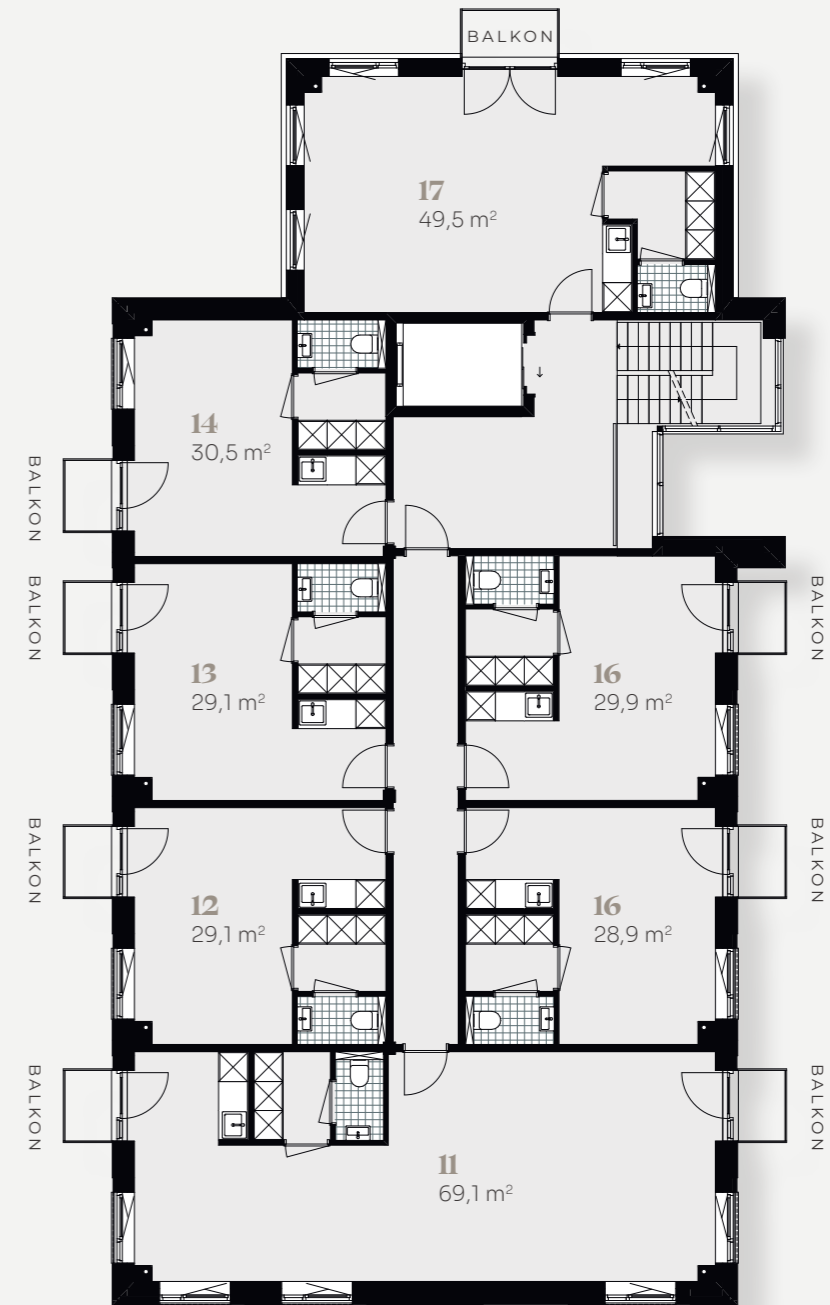 BALKON
17
49,5 m²
14
30,5 m²
BALKON
BALKON
BALKON
13
29,1 m²
16
29,9 m²
BALKON
BALKON
12
29,1 m²
16
28,9 m²
BALKON
BALKON
11
69,1 m²